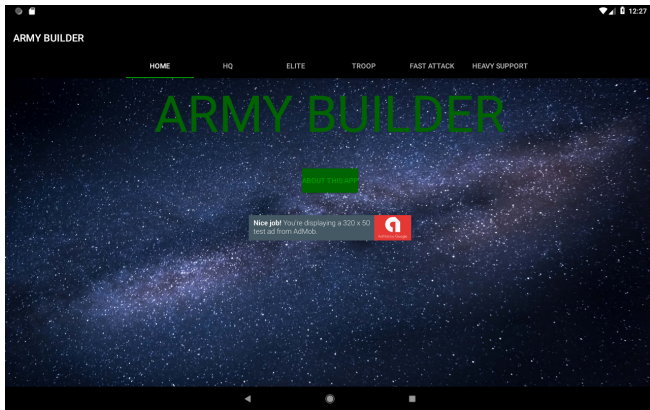 12:27
ARMY BUILDER
HOME HQ ELITE TROOP FAST ATTACK HEAVY SUPPORT
ARMY BUILDER
ABOUT THIS APP
Nice job! You're displaying a 320 x 50
test ad from AdMob.